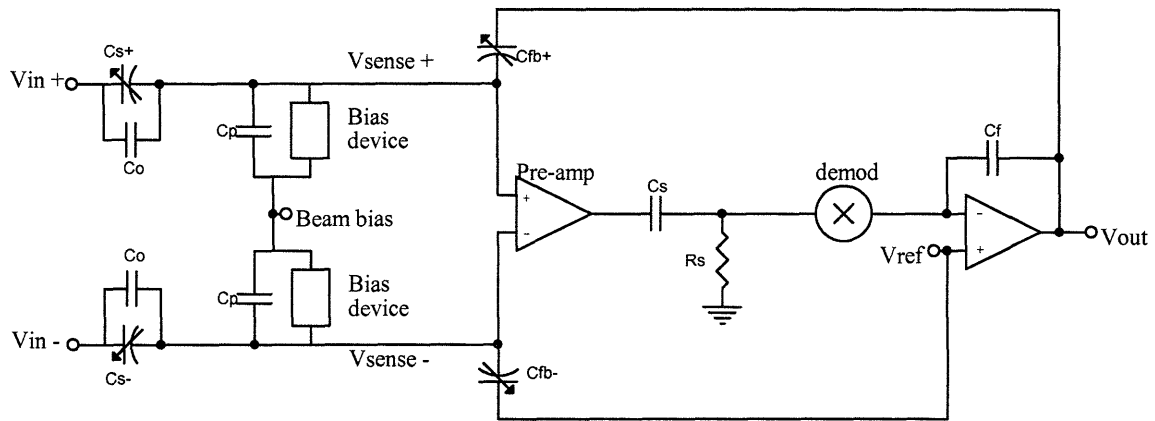 Cs+
Vin +
Co
Cp
Bias
device
Vsense +
Cfb+
Pre-amp
+
-
Cs
Rs
demod
Cf
-
+
Vref
Vout
Beam bias
Co
Cp
Bias
device
Vin -
Cs-
Vsense -
Cfb-